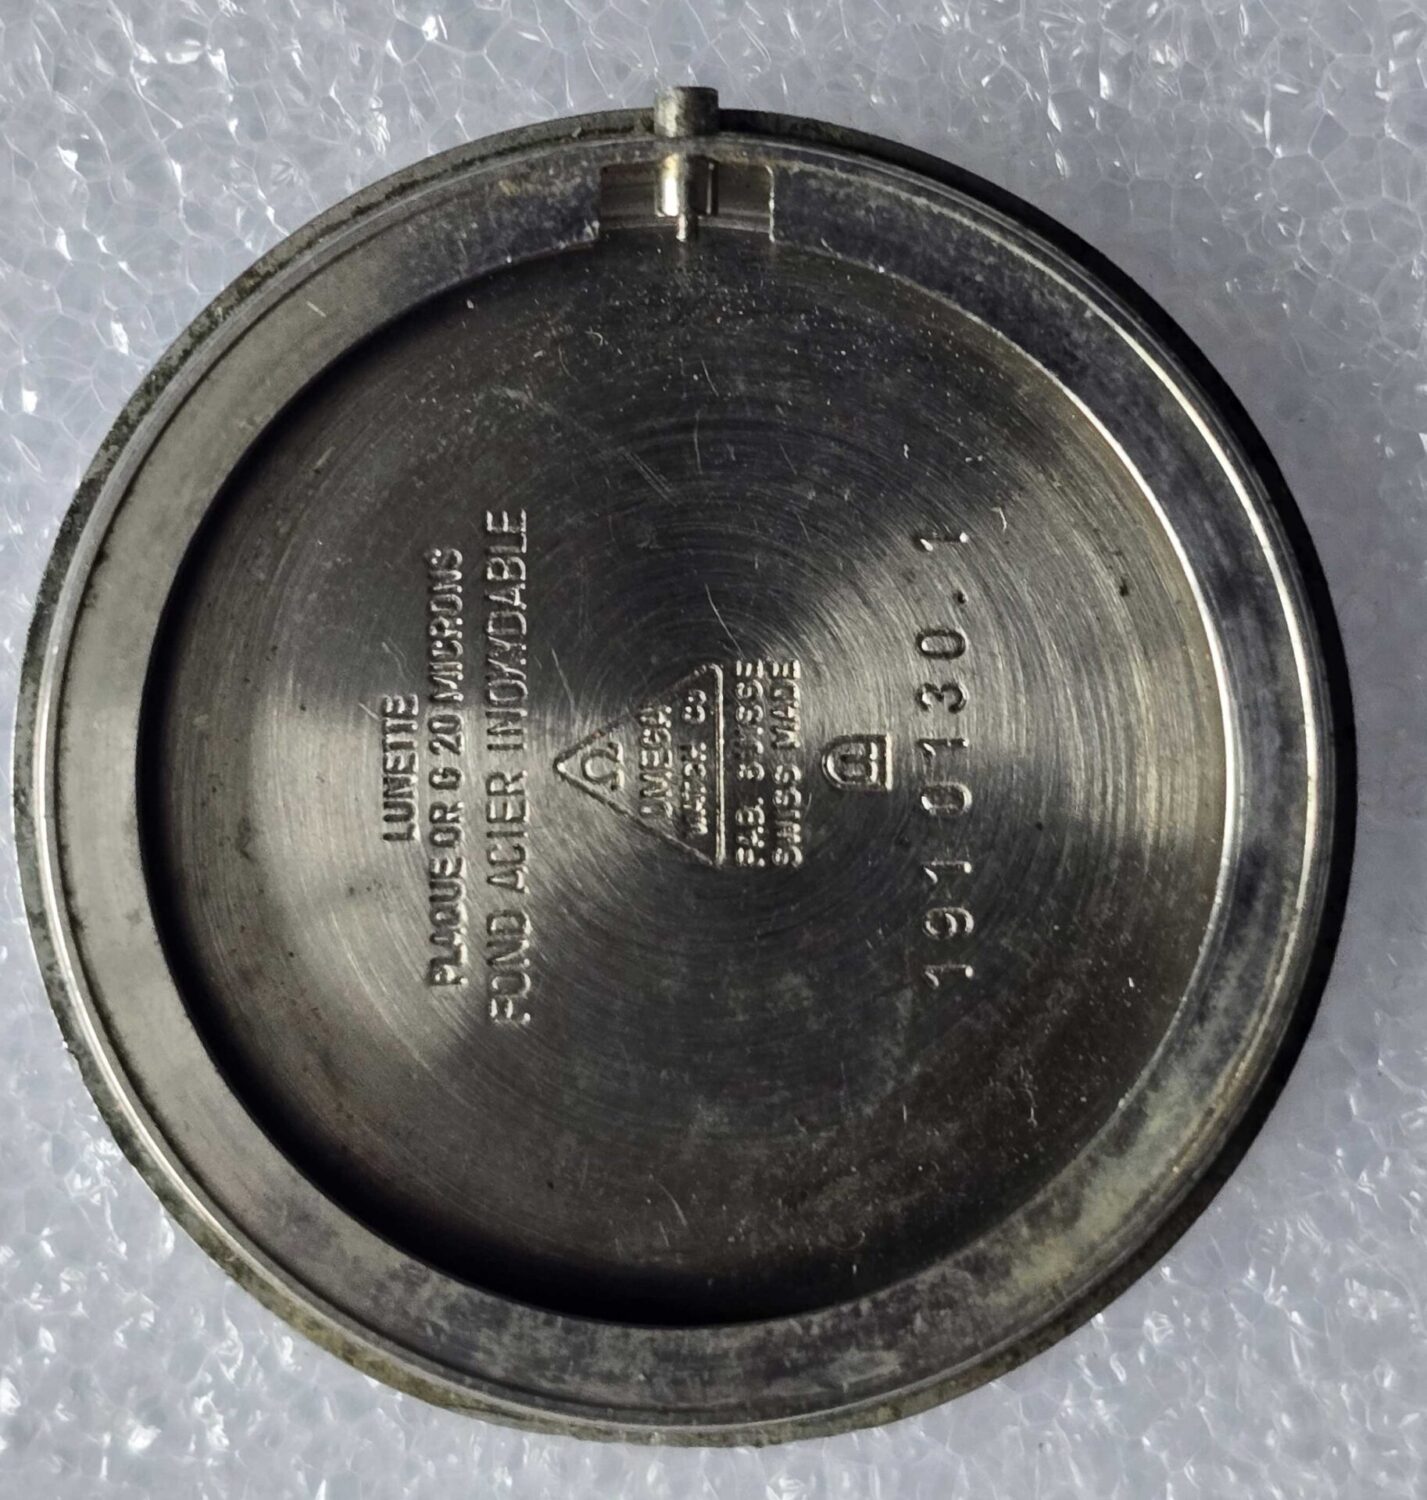 LUNETTE
PLAQUE OR G 20 MICRONS
FOND ACIER INOXYDABLE
Ω
OMEGA
WATCH Co
FAB. SUISSE
SWISS MADE
191 0130.1